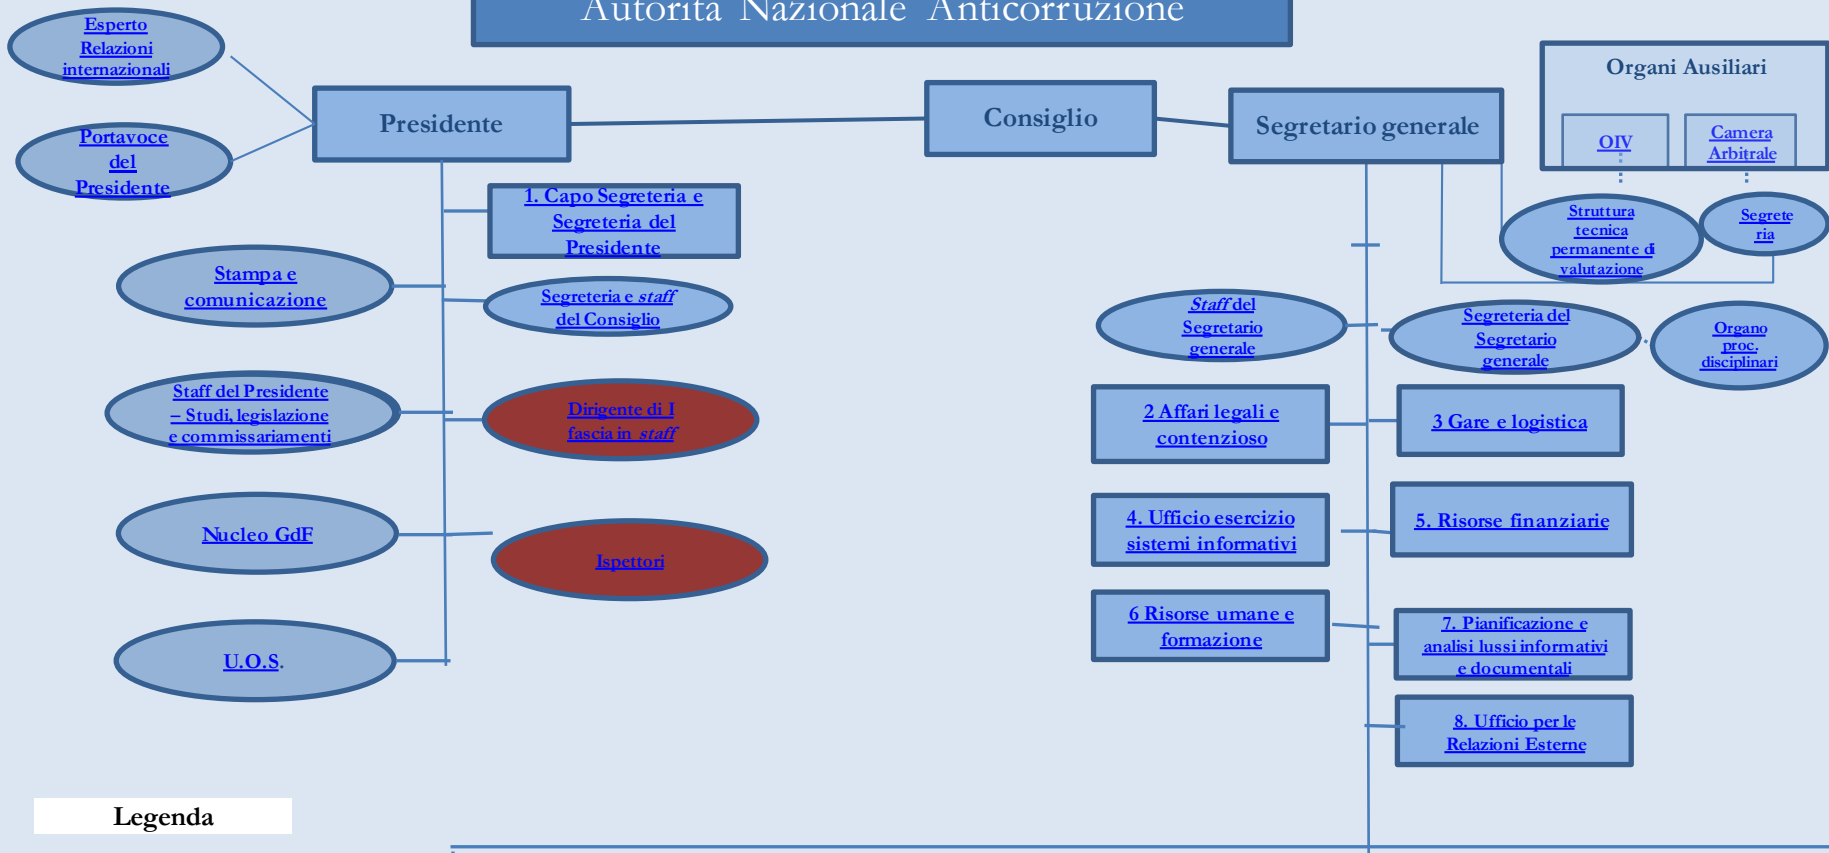 Autorità Nazionale Anticorruzione
Esperto
Relazioni
internazionali
Portavoce
del
Presidente
Presidente
Consiglio
Segretario generale
Organi Ausiliari
OIV
Camera
Arbitrale
Struttura
tecnica
permanente di
valutazione
Segrete
ria
1. Capo Segreteria e
Segreteria del
Presidente
Stampa e
comunicazione
Segreteria e staff
del Consiglio
Staff del Presidente
– Studi, legislazione
e commissariamenti
Dirigente di I
fascia in staff
Nucleo GdF
Ispettori
U.O.S.
Staff del
Segretario
generale
Segreteria del
Segretario
generale
Organo
proc.
disciplinari
2 Affari legali e
contenzioso
3 Gare e logistica
4. Ufficio esercizio
sistemi informativi
5. Risorse finanziarie
6 Risorse umane e
formazione
7. Pianificazione e
analisi lussi informativi
e documentali
8. Ufficio per le
Relazioni Esterne
Legenda